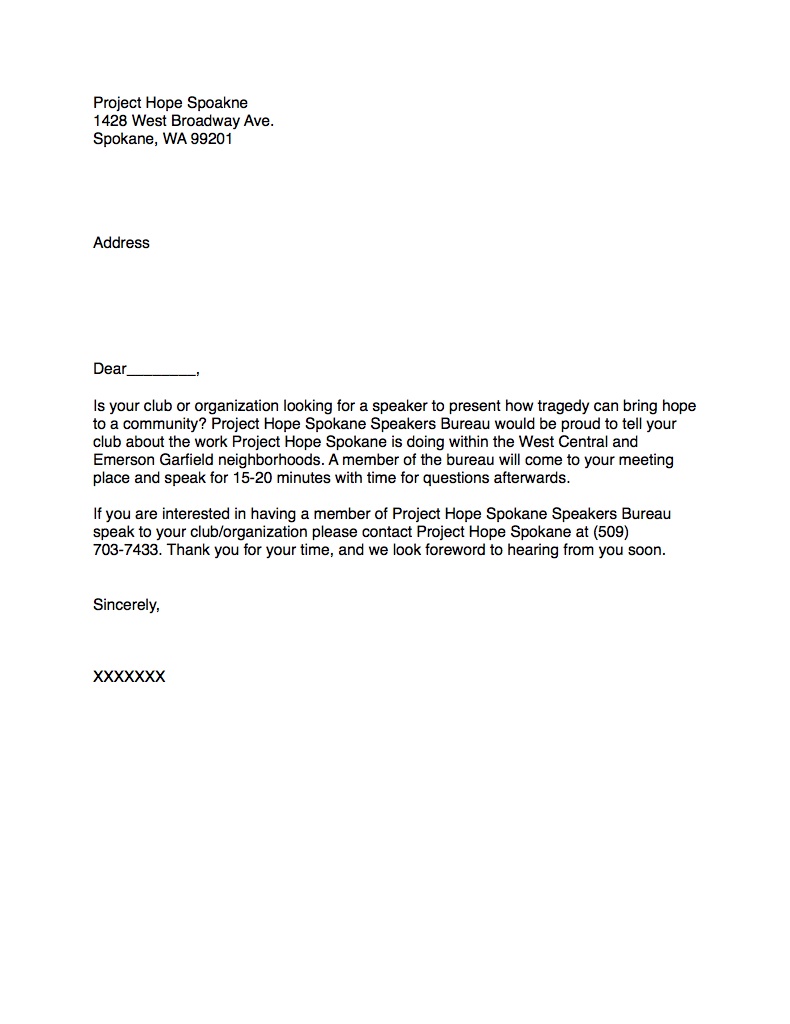 Project Hope Spoakne
1428 West Broadway Ave.
Spokane, WA 99201
Address
Dear________,
Is your club or organization looking for a speaker to present how tragedy can bring hope
to a community? Project Hope Spokane Speakers Bureau would be proud to tell your
club about the work Project Hope Spokane is doing within the West Central and
Emerson Garfield neighborhoods. A member of the bureau will come to your meeting
place and speak for 15-20 minutes with time for questions afterwards.
If you are interested in having a member of Project Hope Spokane Speakers Bureau
speak to your club/organization please contact Project Hope Spokane at (509)
703-7433. Thank you for your time, and we look foreword to hearing from you soon.
Sincerely,
XXXXXXX